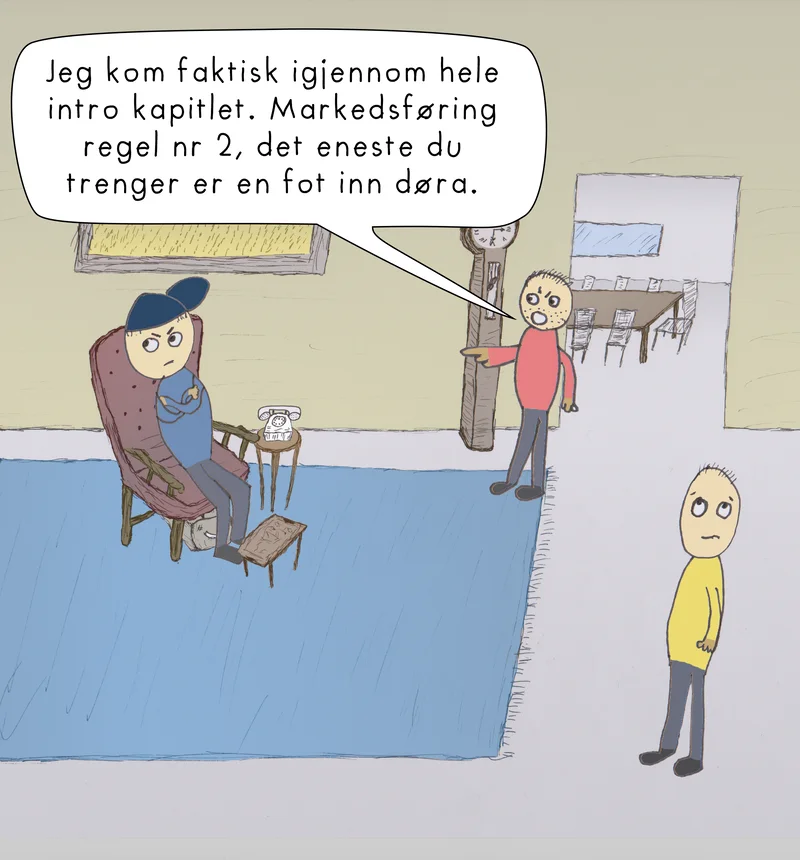 Jeg kom faktisk igjennom hele
intro kapitlet. Markedsføring
regel nr 2, det eneste du
trenger er en fot inn døra.